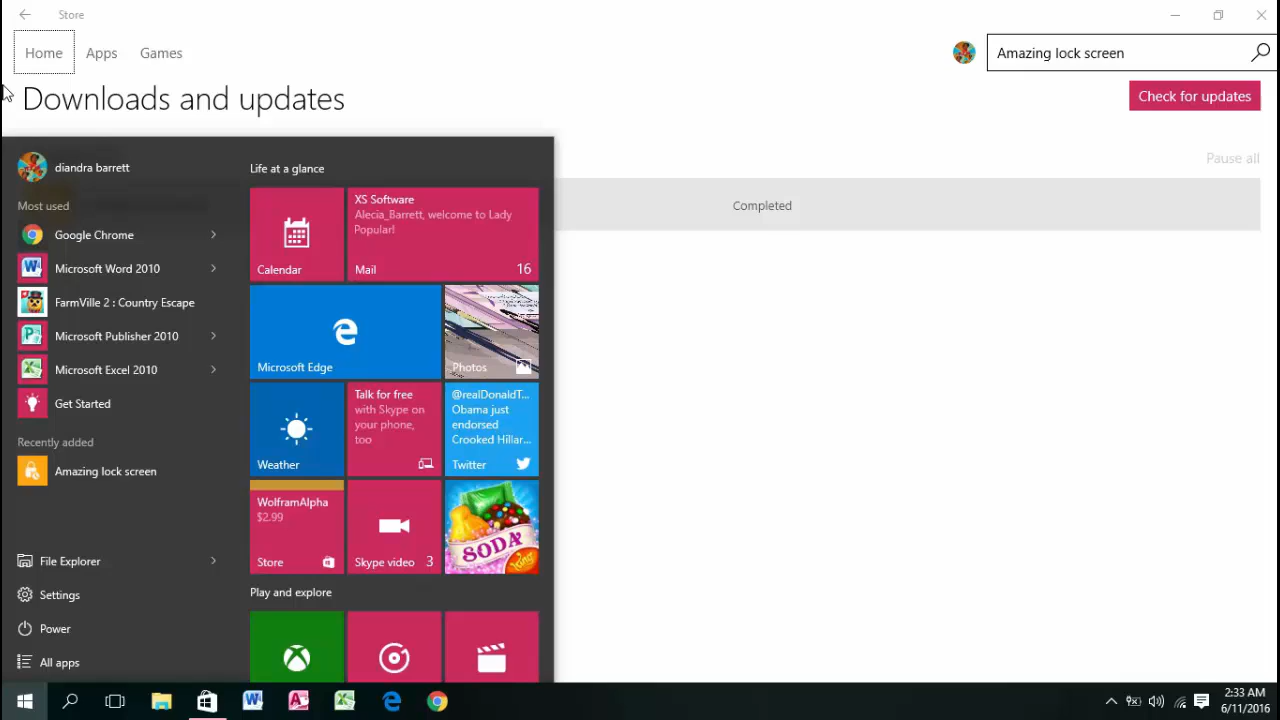 Store
Home
Apps
Games
Amazing lock screen
Downloads and updates
Check for updates
Pause all
Completed
diandra barrett
Most used
Google Chrome
Microsoft Word 2010
FarmVille 2 : Country Escape
Microsoft Publisher 2010
Microsoft Excel 2010
Get Started
Recently added
Amazing lock screen
File Explorer
Settings
Power
All apps
Life at a glance
Calendar
XS Software
Alecia_Barrett, welcome to Lady
Popular!
Mail
16
Microsoft Edge
Photos
Weather
Talk for free
with Skype on
your phone,
too
@realDonaldT...
Obama just
endorsed
Crooked Hillar...
Twitter
WolframAlpha
$2.99
Store
Skype video
3
SODA
King
Play and explore
2:33 AM
6/11/2016